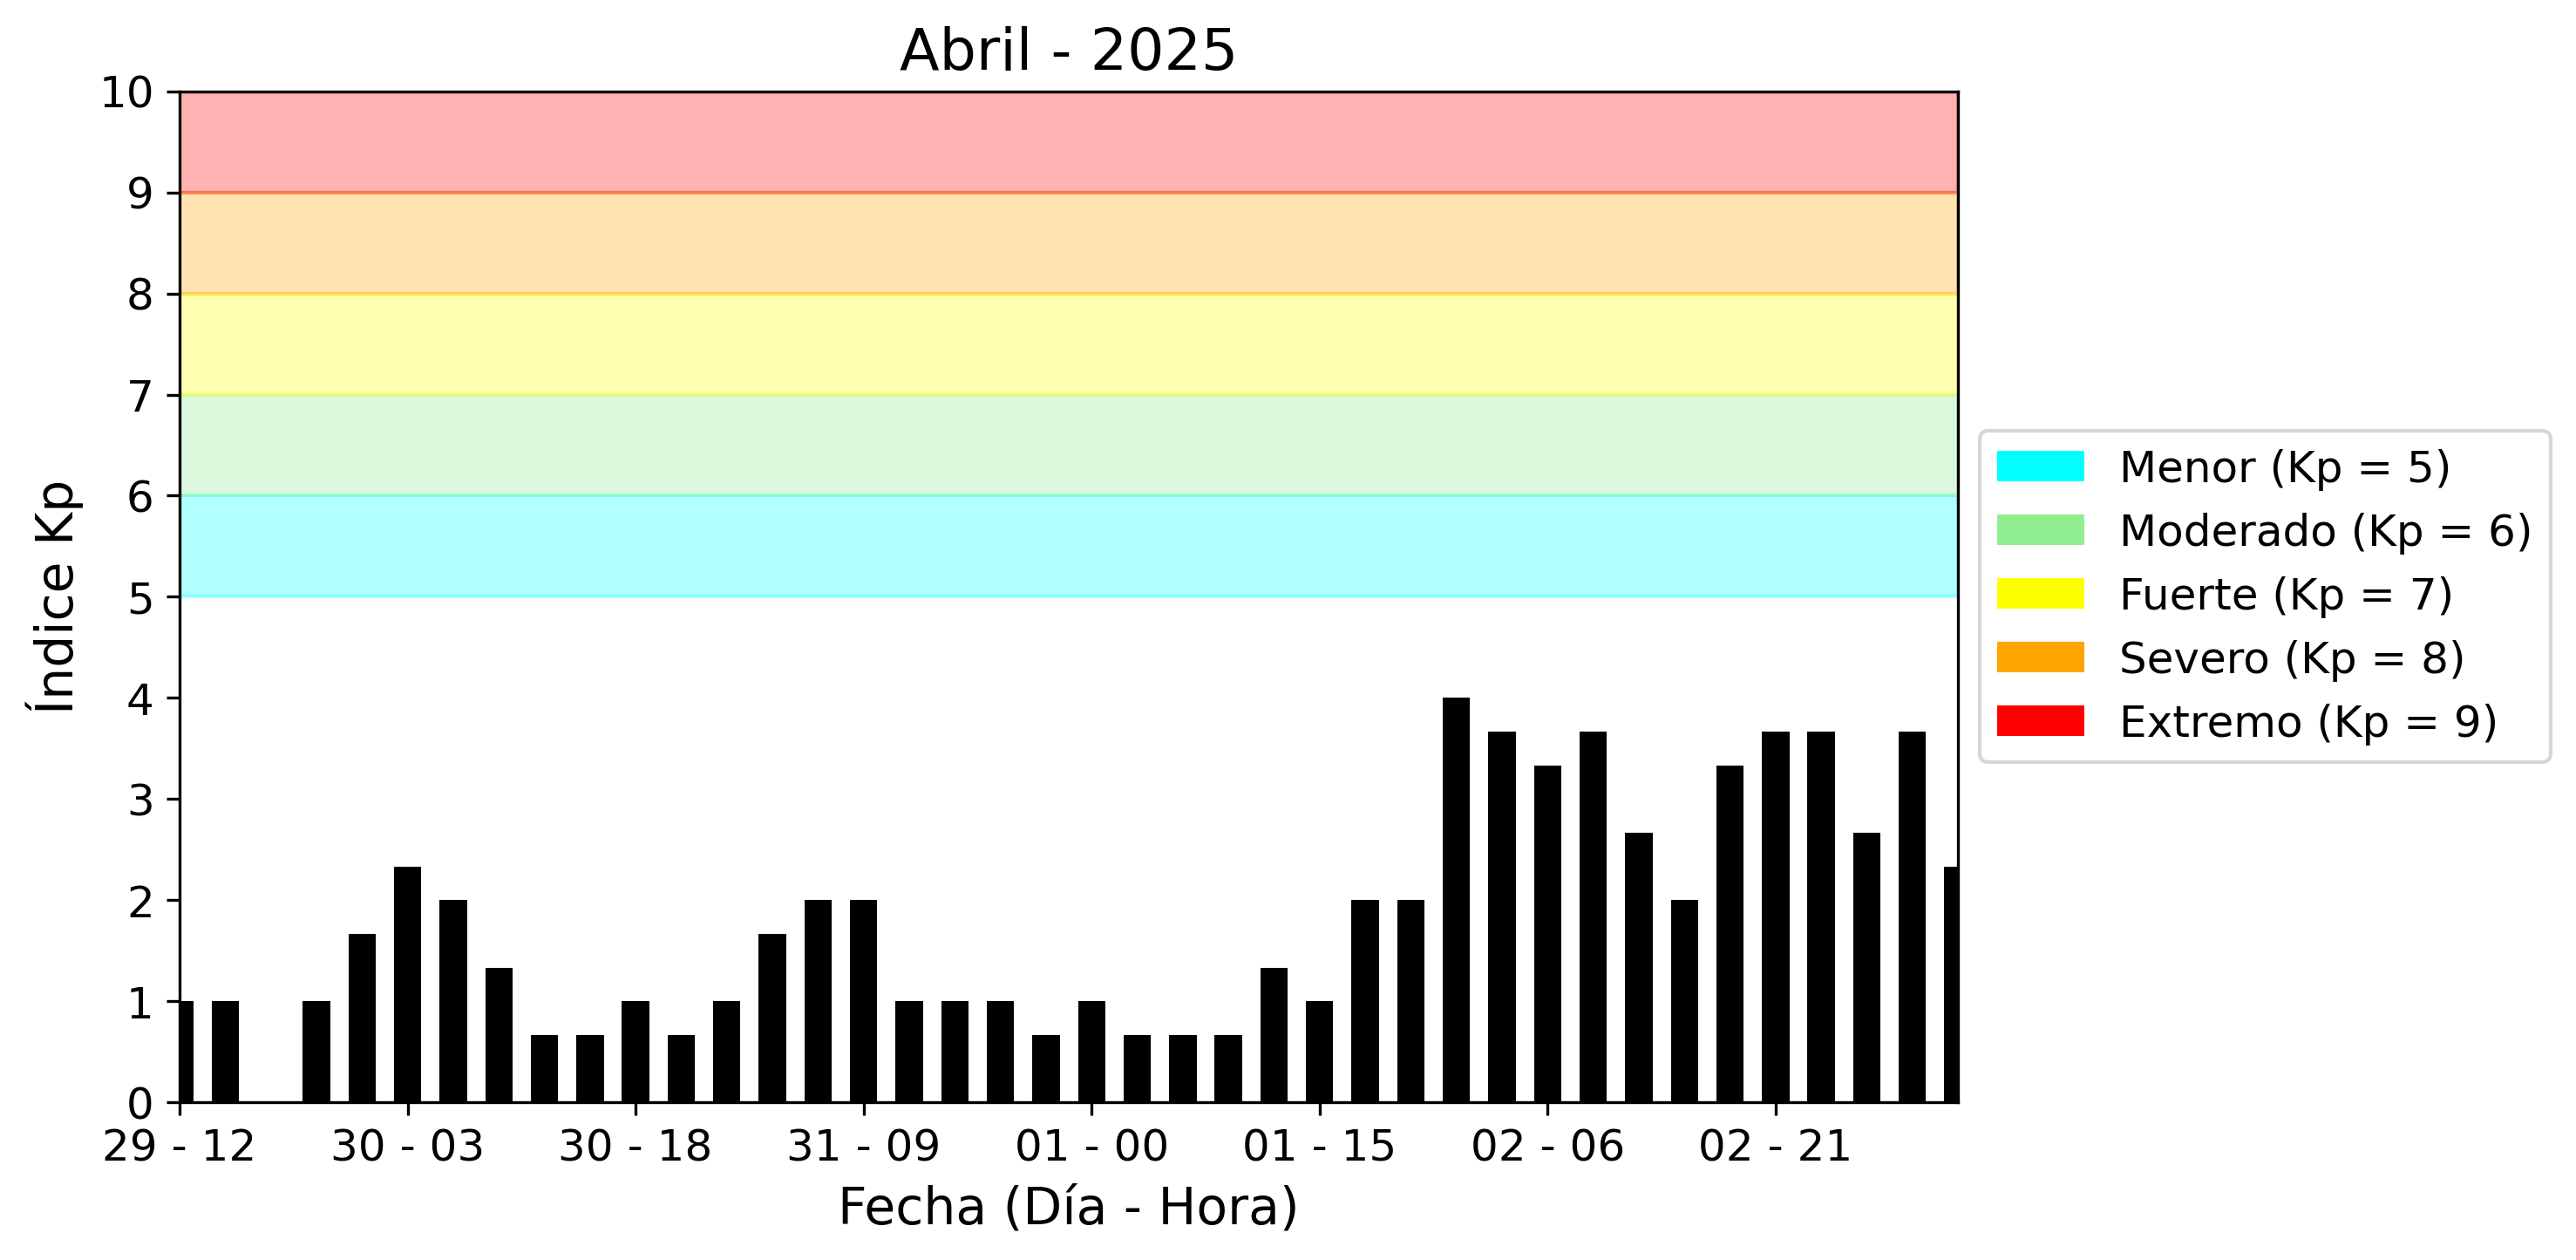 Abril - 2025
10
9
8
7
6
5
4
3
2
1
0
Índice Kp
29 - 12
30 - 03
30 - 18
31 - 09
01 - 00
01 - 15
02 - 06
02 - 21
Fecha (Día - Hora)
Menor (Kp = 5)
Moderado (Kp = 6)
Fuerte (Kp = 7)
Severo (Kp = 8)
Extremo (Kp = 9)